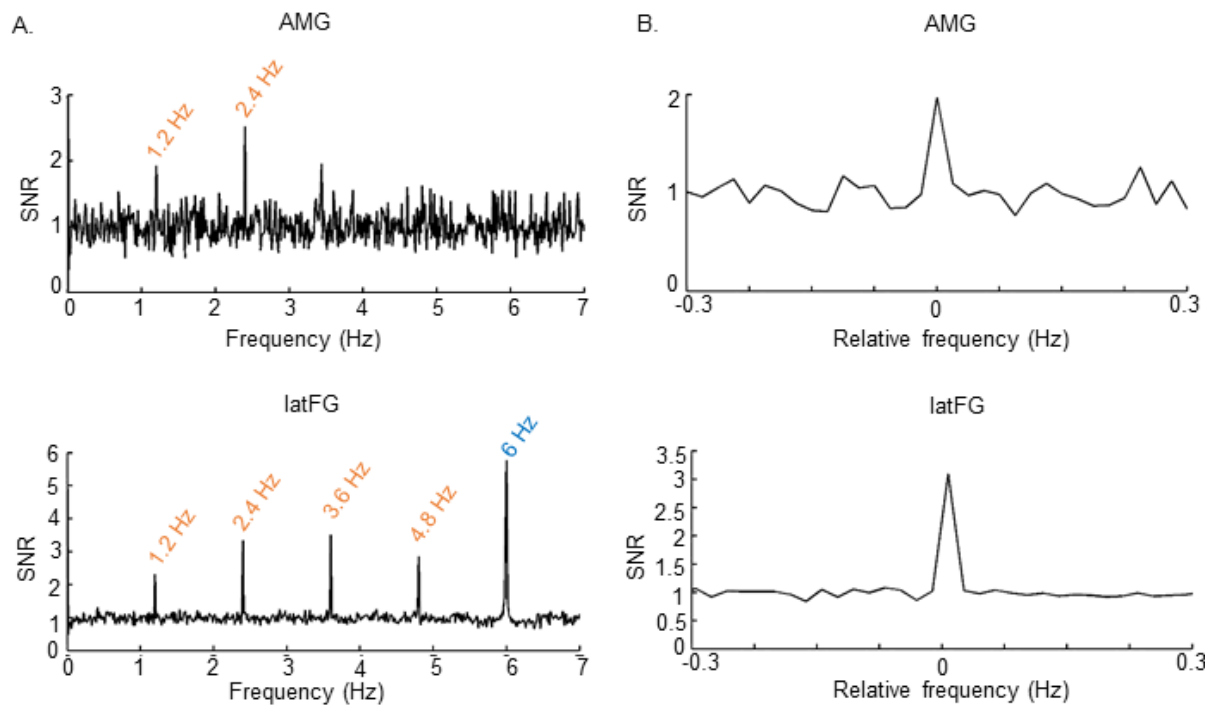 A.
AMG
3
2
1
0
SNR
1.2 Hz
2.4 Hz
0 1 2 3 4 5 6 7
Frequency (Hz)
B.
AMG
2
1
0
SNR
-0.3 0 0.3
Relative frequency (Hz)
latFG
6
5
4
3
2
1
0
SNR
1.2 Hz
2.4 Hz
3.6 Hz
4.8 Hz
6 Hz
0 1 2 3 4 5 6 7
Frequency (Hz)
latFG
3.5
3
2.5
2
1.5
1
0.5
0
SNR
-0.3 0 0.3
Relative frequency (Hz)